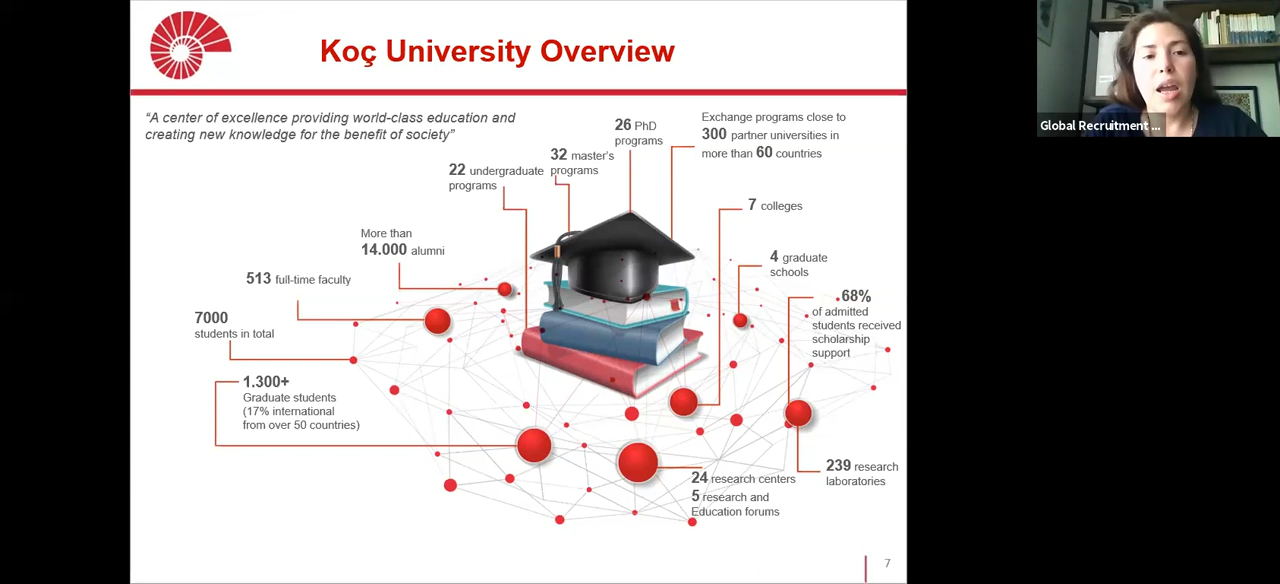 Koç University Overview
“A center of excellence providing world-class education and
creating new knowledge for the benefit of society”
26 PhD
programs
Exchange programs close to
300 partner universities in
more than 60 countries
32 master’s
programs
22 undergraduate
programs
7 colleges
More than
14.000 alumni
4 graduate
schools
513 full-time faculty
68%
of admitted
students received
scholarship
support
7000
students in total
1.300+
Graduate students
(17% international
from over 50 countries)
239 research
laboratories
24 research centers
5 research and
Education forums
7
Global Recruitment ...